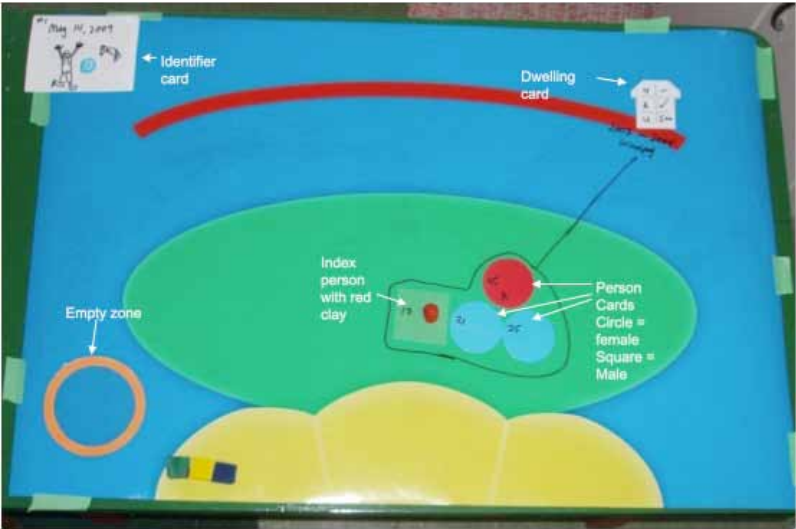 May 14, 2009
Identifier
card
Dwelling
card
Index
person
with red
clay
Person
Cards
Circle =
female
Square =
Male
Empty zone
25